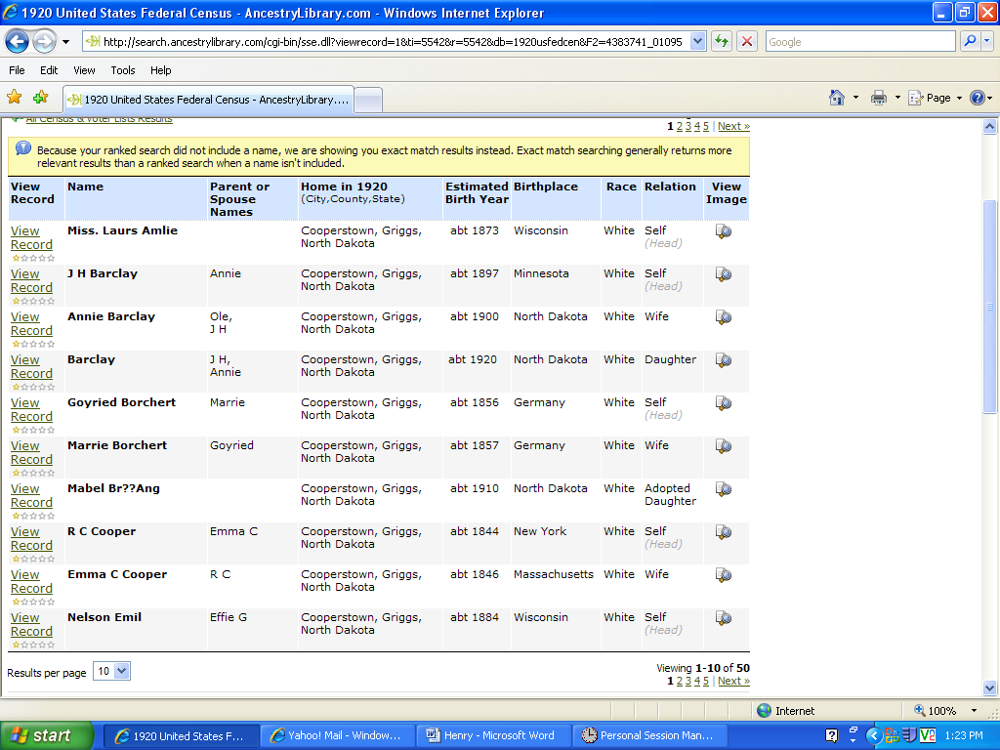 1920 United States Federal Census - AncestryLibrary.com - Windows Internet Explorer
http://search.ancestrylibrary.com/cgi-bin/sse.dll?viewrecord=1&ti=5542&r=5542&db=1920usfedcen&F2=4383741_01095
Google
File Edit View Tools Help
1920 United States Federal Census - AncestryLibrary....
Page
All Census & Voter Lists Results
1 2 3 4 5 | Next »
Because your ranked search did not include a name, we are showing you exact match results instead. Exact match searching generally returns more
relevant results than a ranked search when a name isn't included.
View Name Parent or Home in 1920 Estimated Birthplace Race Relation View
Record Spouse (City,County,State) Birth Year Image
Names
View Miss. Laurs Amlie Cooperstown, Griggs, abt 1873 Wisconsin White Self
Record North Dakota (Head)
View J H Barclay Annie Cooperstown, Griggs, abt 1897 Minnesota White Self
Record North Dakota (Head)
View Annie Barclay Ole, Cooperstown, Griggs, abt 1900 North Dakota White Wife
Record J H North Dakota
View Barclay J H, Cooperstown, Griggs, abt 1920 North Dakota White Daughter
Record Annie North Dakota
View Goyried Borchert Marrie Cooperstown, Griggs, abt 1856 Germany White Self
Record North Dakota (Head)
View Marrie Borchert Goyried Cooperstown, Griggs, abt 1857 Germany White Wife
Record North Dakota
View Mabel Br??Ang Cooperstown, Griggs, abt 1910 North Dakota White Adopted
Record North Dakota Daughter
View R C Cooper Emma C Cooperstown, Griggs, abt 1844 New York White Self
Record North Dakota (Head)
View Emma C Cooper R C Cooperstown, Griggs, abt 1846 Massachusetts White Wife
Record North Dakota
View Nelson Emil Effie G Cooperstown, Griggs, abt 1884 Wisconsin White Self
Record North Dakota (Head)
Results per page 10 Viewing 1-10 of 50
1 2 3 4 5 | Next »
Internet 100%
start 1920 United States F... Yahoo! Mail - Window... Henry - Microsoft Word Personal Session Man... 1:23 PM